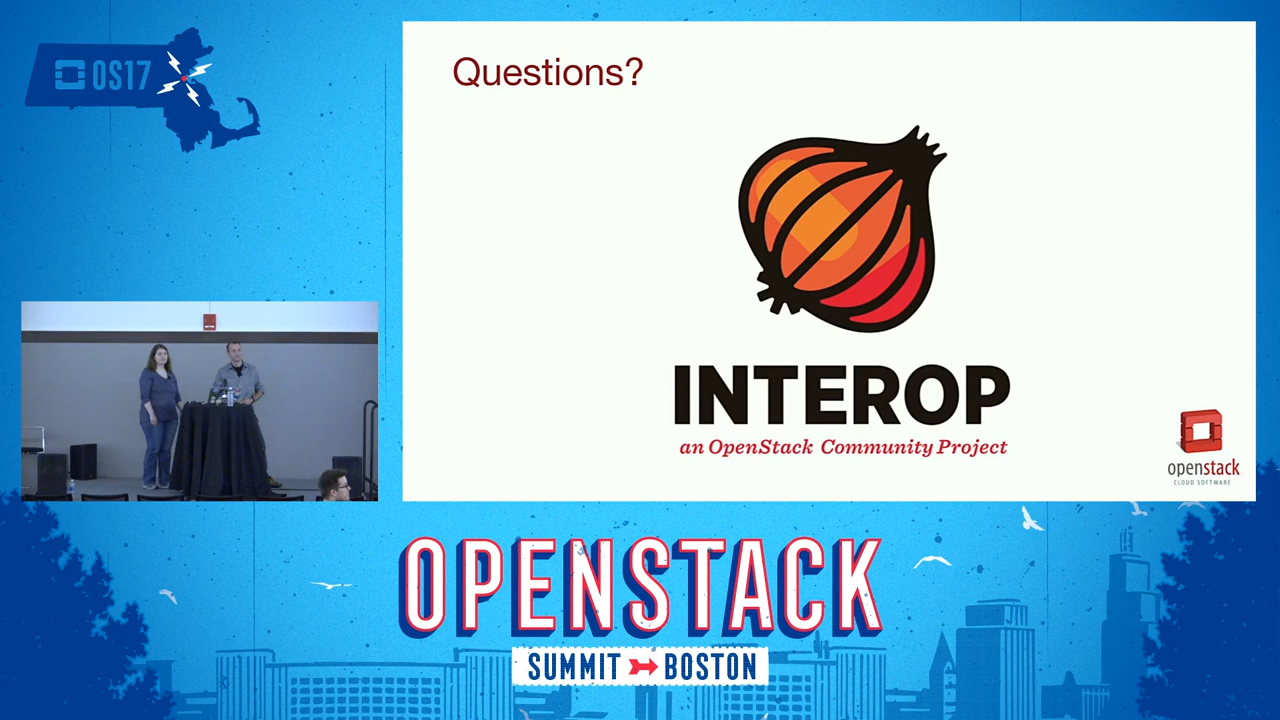 OS17
Questions?
INTEROP
an OpenStack Community Project
openstack
CLOUD SOFTWARE
OPENSTACK
SUMMIT BOSTON